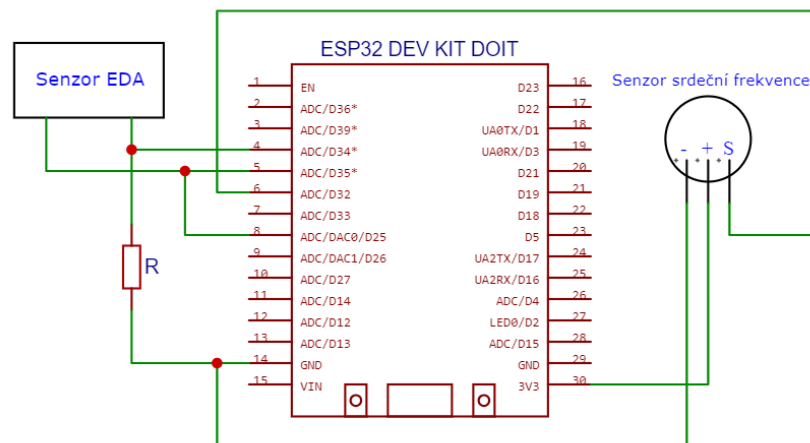 ESP32 DEV KIT DOIT
Senzor EDA
Senzor srdeční frekvence
- + S
R
1 EN
2 ADC/D36*
3 ADC/D39*
4 ADC/D34*
5 ADC/D35*
6 ADC/D32
7 ADC/D33
8 ADC/DAC0/D25
9 ADC/DAC1/D26
10 ADC/D27
11 ADC/D14
12 ADC/D12
13 ADC/D13
14 GND
15 VIN
D23 16
D22 17
UA0TX/D1 18
UA0RX/D3 19
D21 20
D19 21
D18 22
D5 23
UA2TX/D17 24
UA2RX/D16 25
ADC/D4 26
LED0/D2 27
ADC/D15 28
GND 29
3V3 30